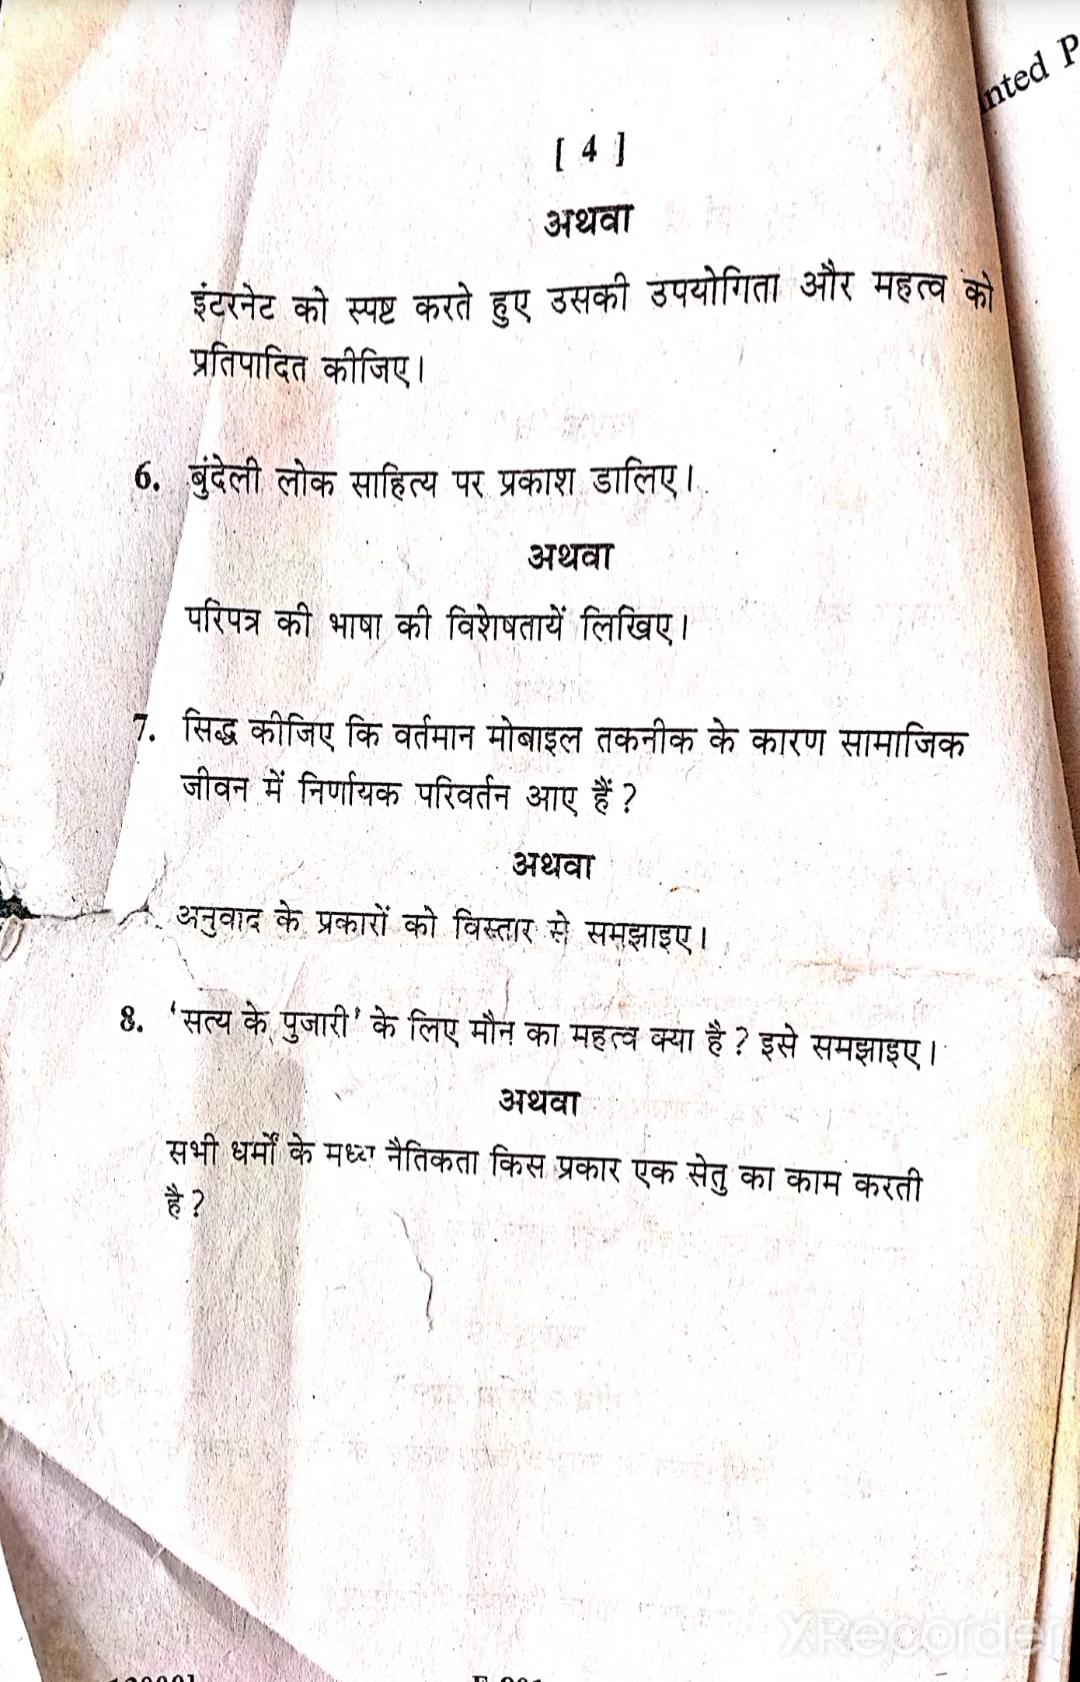 nted P
[ 4 ]
अथवा
इंटरनेट को स्पष्ट करते हुए उसकी उपयोगिता और महत्व को
प्रतिपादित कीजिए।
6. बुंदेली लोक साहित्य पर प्रकाश डालिए।
अथवा
परिपत्र की भाषा की विशेषतायें लिखिए।
7. सिद्ध कीजिए कि वर्तमान मोबाइल तकनीक के कारण सामाजिक
जीवन में निर्णायक परिवर्तन आए हैं ?
अथवा
अनुवाद के प्रकारों को विस्तार से समझाइए।
8. 'सत्य के पुजारी' के लिए मौन का महत्व क्या है ? इसे समझाइए।
अथवा
सभी धर्मों के मध्य नैतिकता किस प्रकार एक सेतु का काम करती
है ?
XRecorder